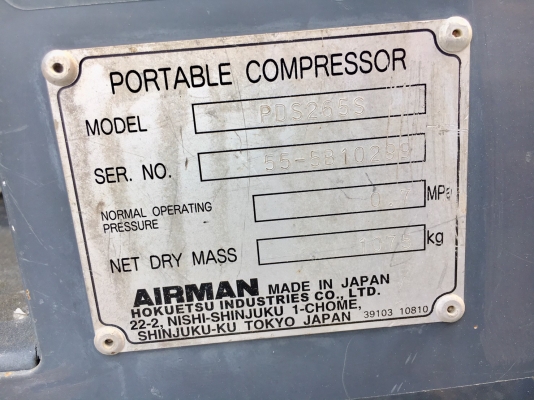 PORTABLE COMPRESSOR
MODEL PDS265S
SER. NO.
NORMAL OPERATING
PRESSURE MPa
NET DRY MASS kg
AIRMAN MADE IN JAPAN
HOKUETSU INDUSTRIES CO., LTD.
22-2, NISHI-SHINJUKU 1-CHOME,
SHINJUKU-KU TOKYO JAPAN 39103 10810